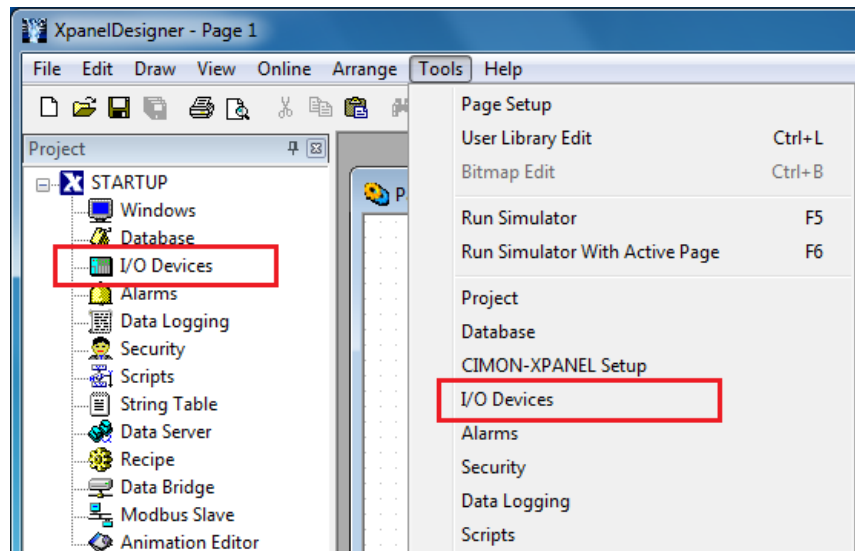 XpanelDesigner - Page 1
File Edit Draw View Online Arrange Tools Help
Project
STARTUP
Windows
Database
I/O Devices
Alarms
Data Logging
Security
Scripts
String Table
Data Server
Recipe
Data Bridge
Modbus Slave
Animation Editor
Page Setup
User Library Edit Ctrl+L
Bitmap Edit Ctrl+B
Run Simulator F5
Run Simulator With Active Page F6
Project
Database
CIMON-XPANEL Setup
I/O Devices
Alarms
Security
Data Logging
Scripts